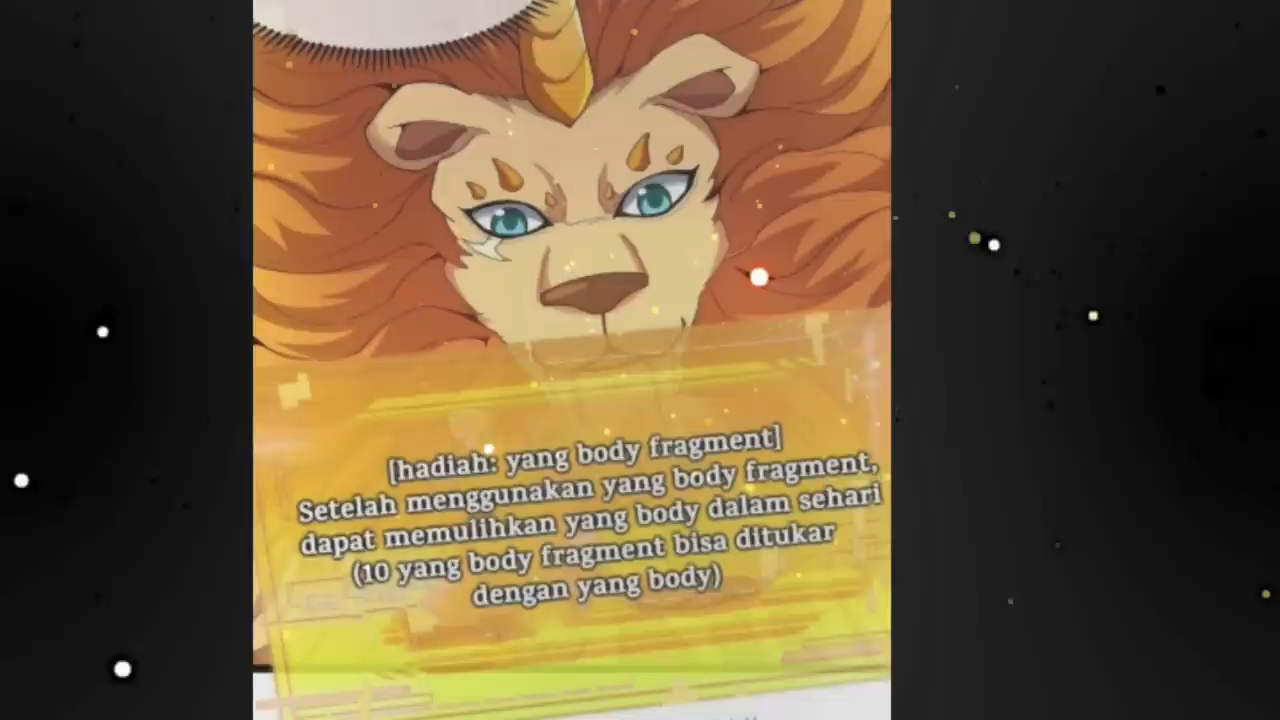 [hadiah: yang body fragment]
Setelah menggunakan yang body fragment,
dapat memulihkan yang body dalam sehari
(10 yang body fragment bisa ditukar
dengan yang body)